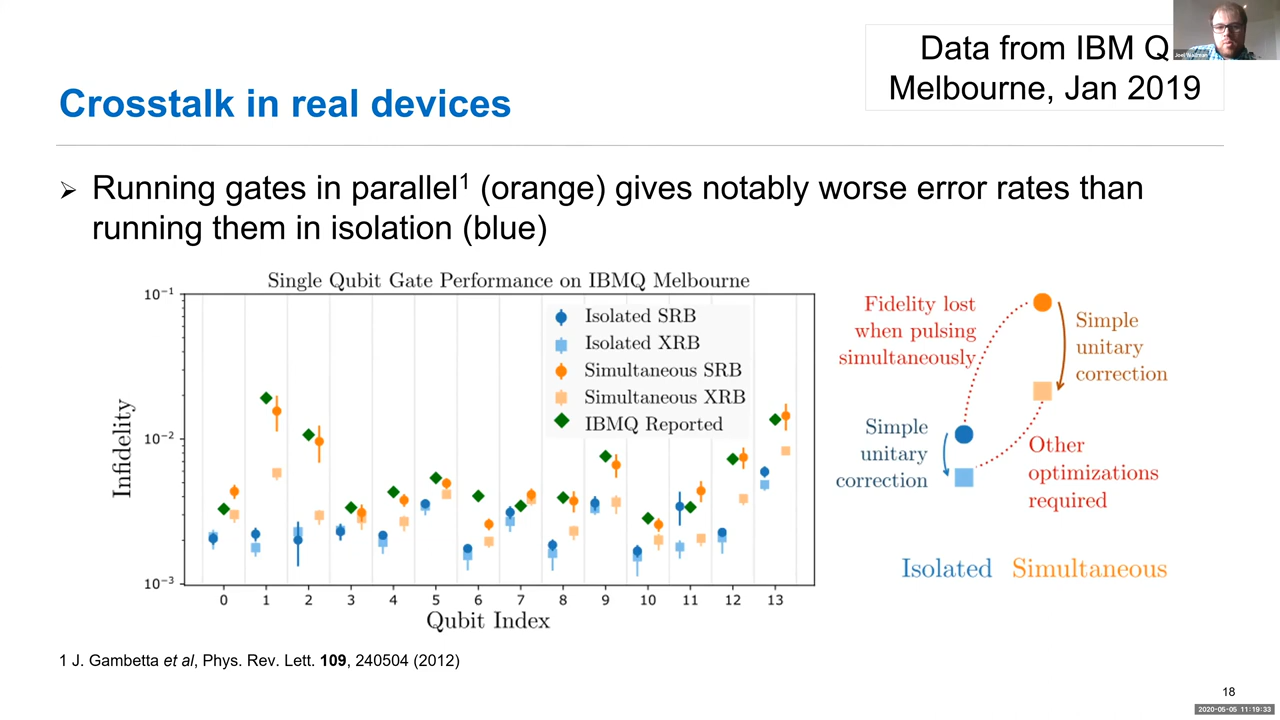 Data from IBM Q
Melbourne, Jan 2019
Crosstalk in real devices
➢ Running gates in parallel¹ (orange) gives notably worse error rates than
running them in isolation (blue)
Single Qubit Gate Performance on IBMQ Melbourne
Infidelity
10⁻¹
10⁻²
10⁻³
Isolated SRB
Isolated XRB
Simultaneous SRB
Simultaneous XRB
IBMQ Reported
0 1 2 3 4 5 6 7 8 9 10 11 12 13
Qubit Index
Fidelity lost
when pulsing
simultaneously
Simple
unitary
correction
Simple
unitary
correction
Other
optimizations
required
Isolated Simultaneous
1 J. Gambetta et al, Phys. Rev. Lett. 109, 240504 (2012)
18
2020-05-05 11:19:33